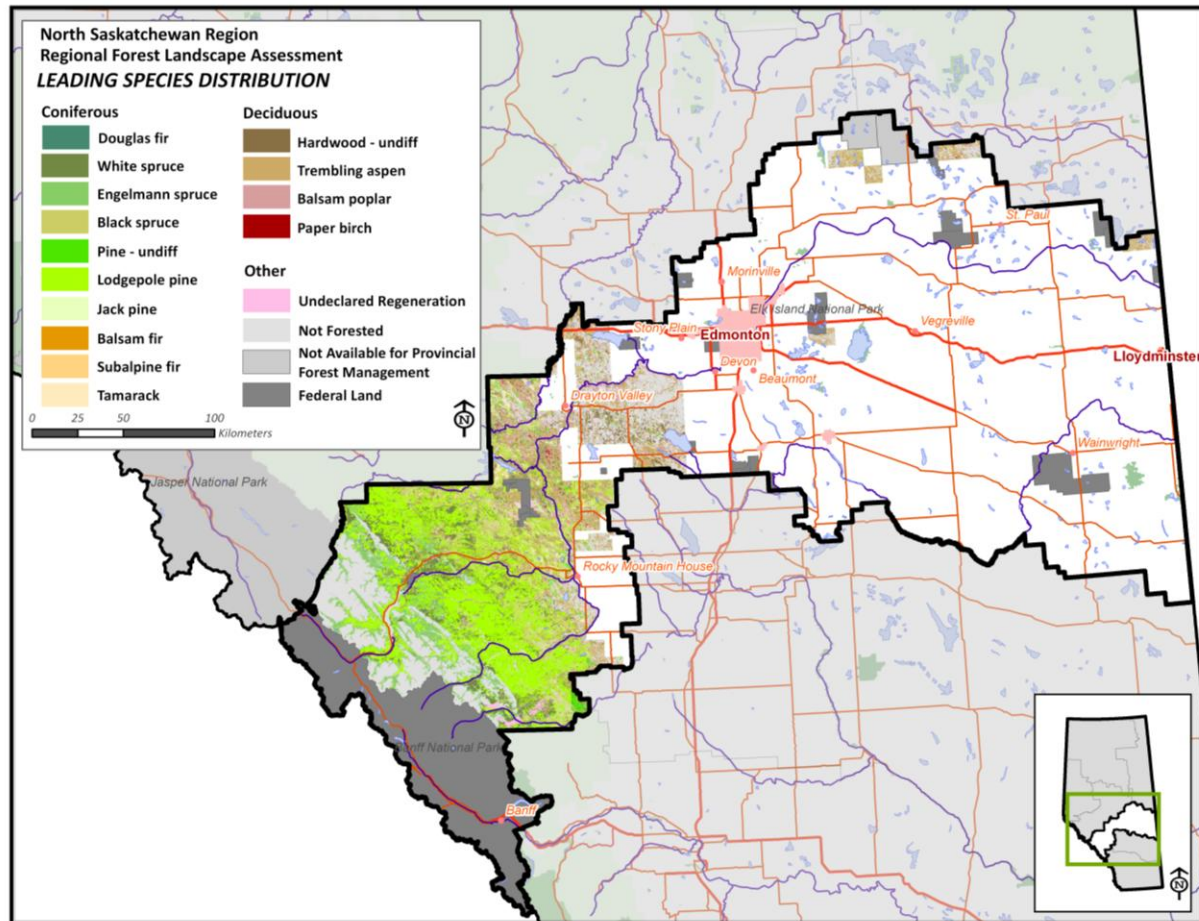 North Saskatchewan Region
Regional Forest Landscape Assessment
LEADING SPECIES DISTRIBUTION
Coniferous
Douglas fir
White spruce
Engelmann spruce
Black spruce
Pine - undiff
Lodgepole pine
Jack pine
Balsam fir
Subalpine fir
Tamarack
Deciduous
Hardwood - undiff
Trembling aspen
Balsam poplar
Paper birch
Other
Undeclared Regeneration
Not Forested
Not Available for Provincial
Forest Management
Federal Land
0 25 50 100
Kilometers
N
St. Paul
Morinville
Elk Island National Park
Stony Plain
Edmonton
Vegreville
Lloydminster
Devon
Beaumont
Drayton Valley
Wainwright
Jasper National Park
Rocky Mountain House
Banff National Park
Banff
N